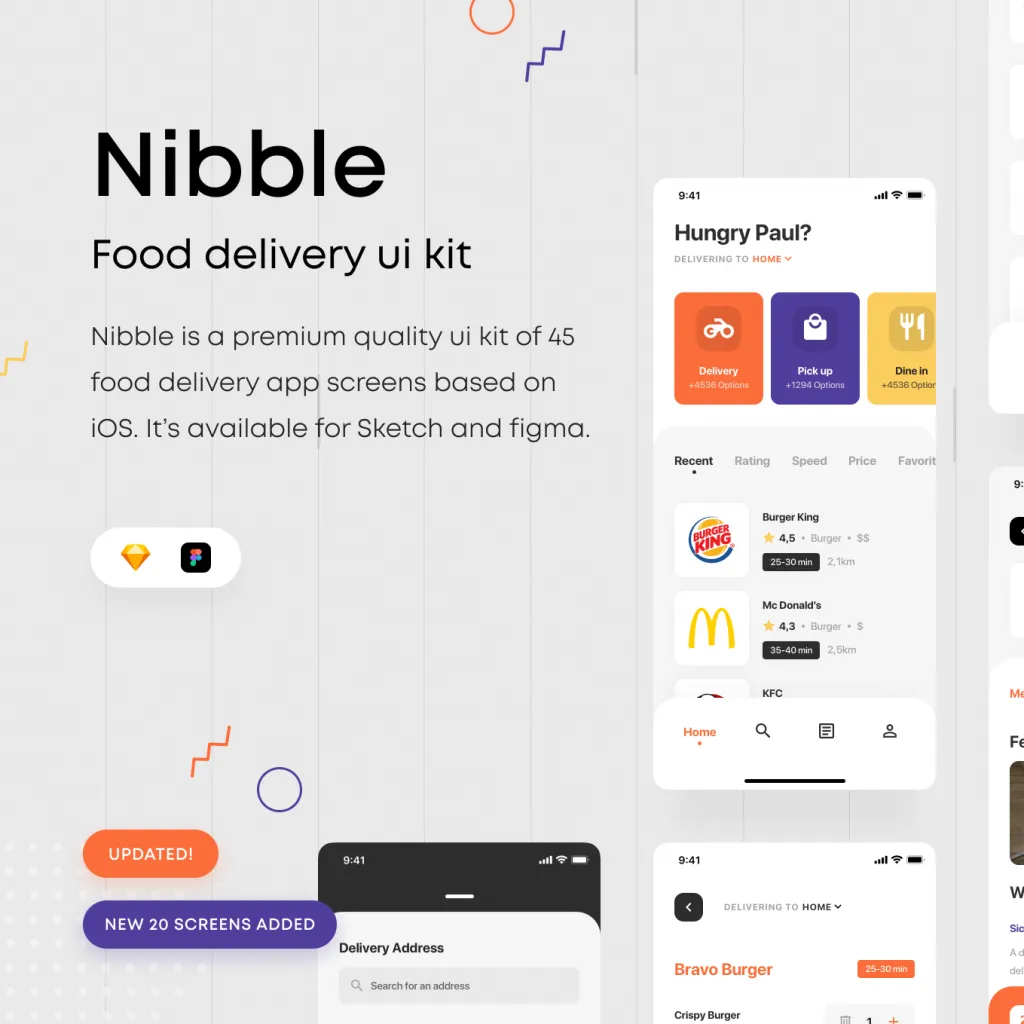 Nibble
Food delivery ui kit
Nibble is a premium quality ui kit of 45
food delivery app screens based on
iOS. It’s available for Sketch and figma.
UPDATED!
NEW 20 SCREENS ADDED
9:41
Hungry Paul?
DELIVERING TO HOME
Delivery
+4536 Options
Pick up
+1294 Options
Dine in
+4536 Option
Recent Rating Speed Price Favorit
BURGER
KING
Burger King
4,5 • Burger • $$
25-30 min 2,1km
Mc Donald's
4,3 • Burger • $
35-40 min 2,5km
KFC
Home
9:41
Delivery Address
Search for an address
9:41
DELIVERING TO HOME
Bravo Burger 25-30 min
Crispy Burger
1 +
9:
Me
Fe
W
Sic
A d
del